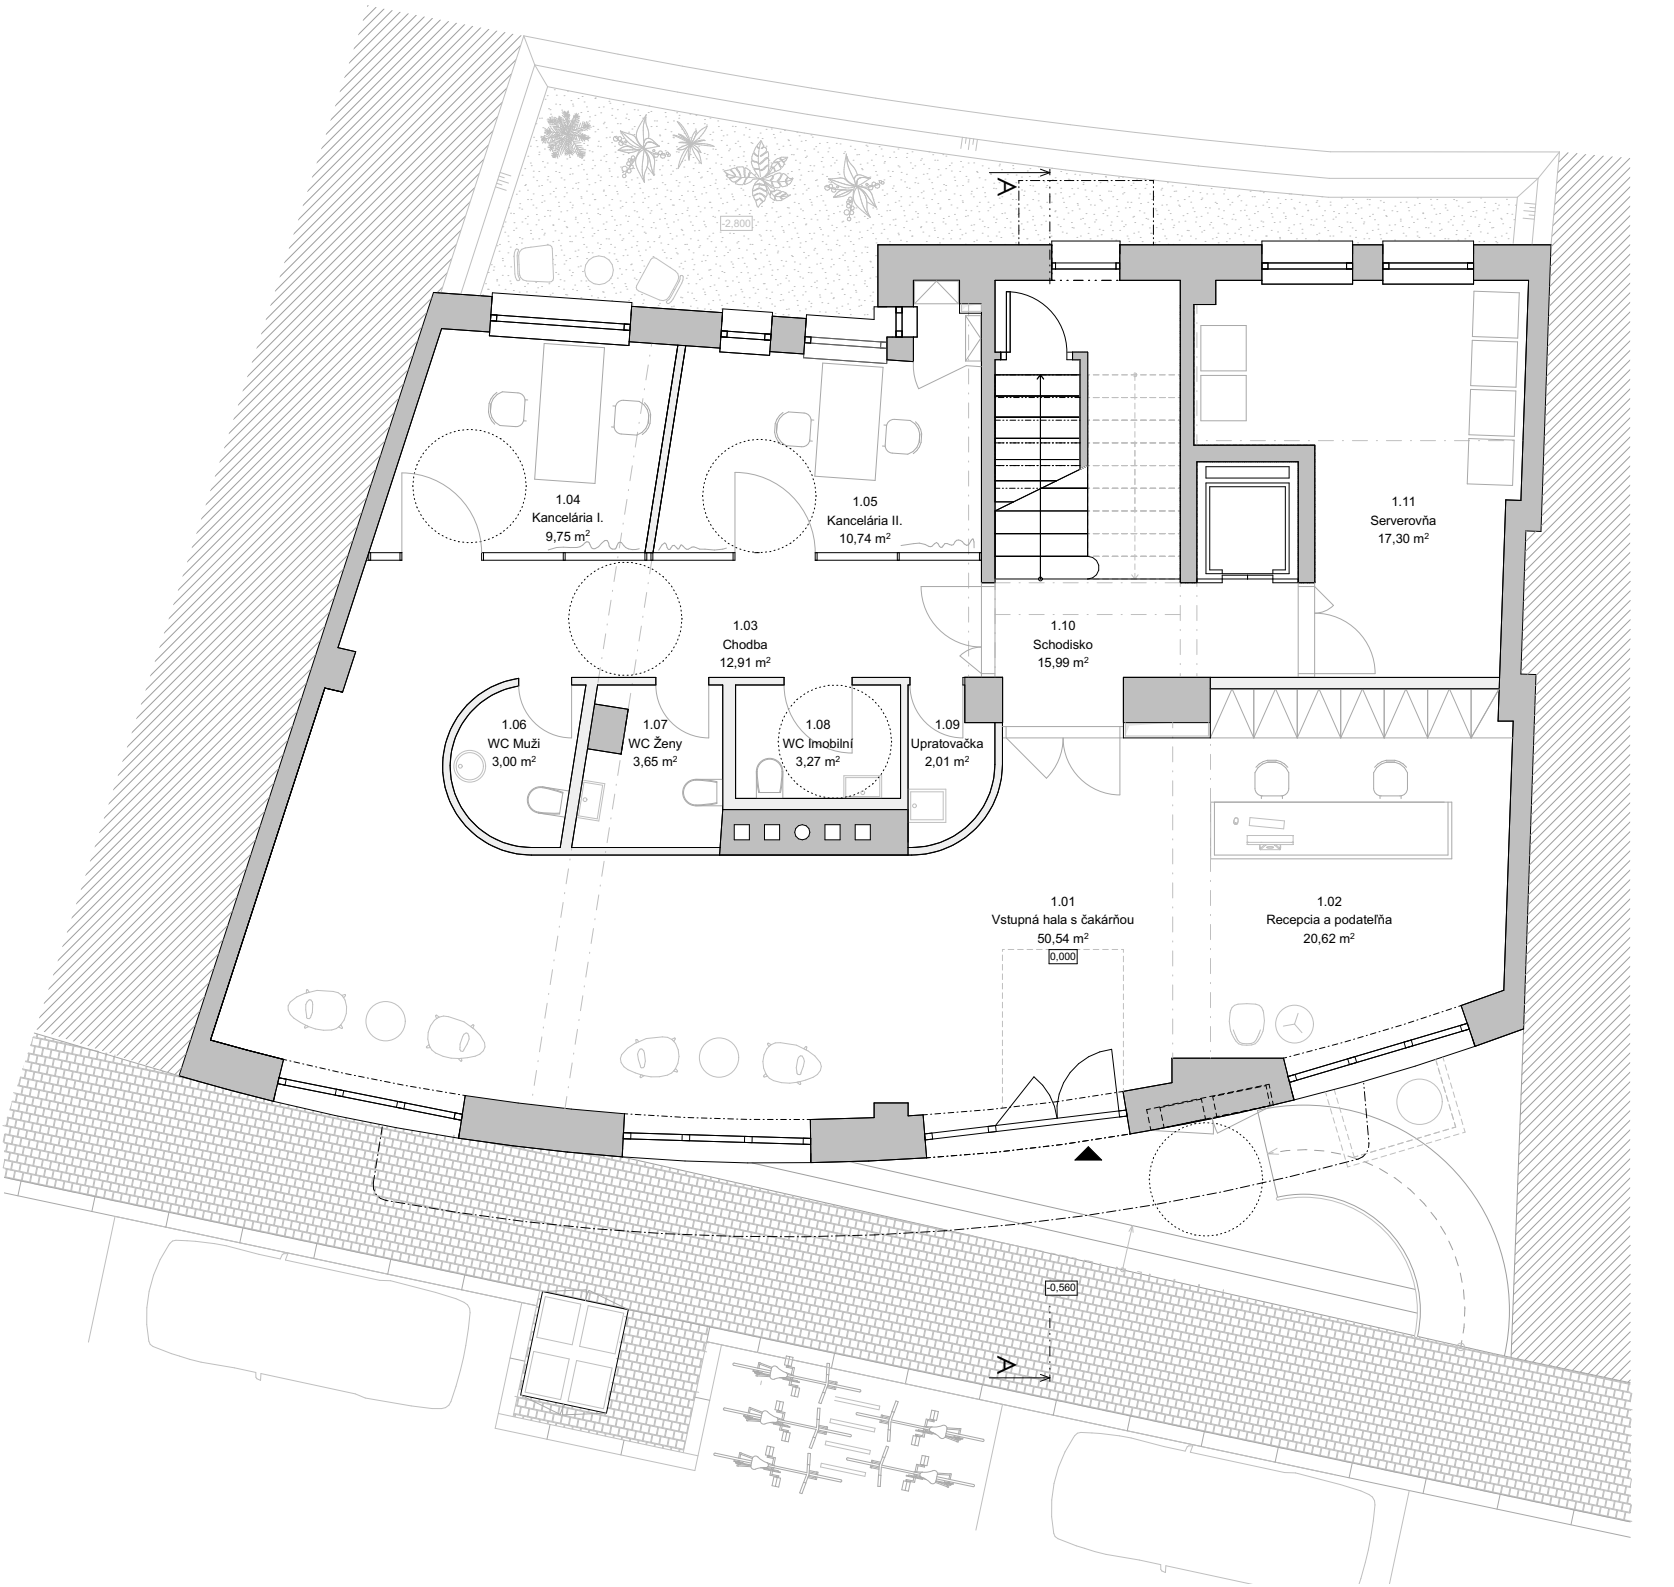 A
-2,800
1.04
Kancelária I.
9,75 m²
1.05
Kancelária II.
10,74 m²
1.11
Serverovňa
17,30 m²
1.03
Chodba
12,91 m²
1.10
Schodisko
15,99 m²
1.06
WC Muži
3,00 m²
1.07
WC Ženy
3,65 m²
1.08
WC Imobilní
3,27 m²
1.09
Upratovačka
2,01 m²
1.01
Vstupná hala s čakárňou
50,54 m²
0,000
1.02
Recepcia a podateľňa
20,62 m²
-0,560
A